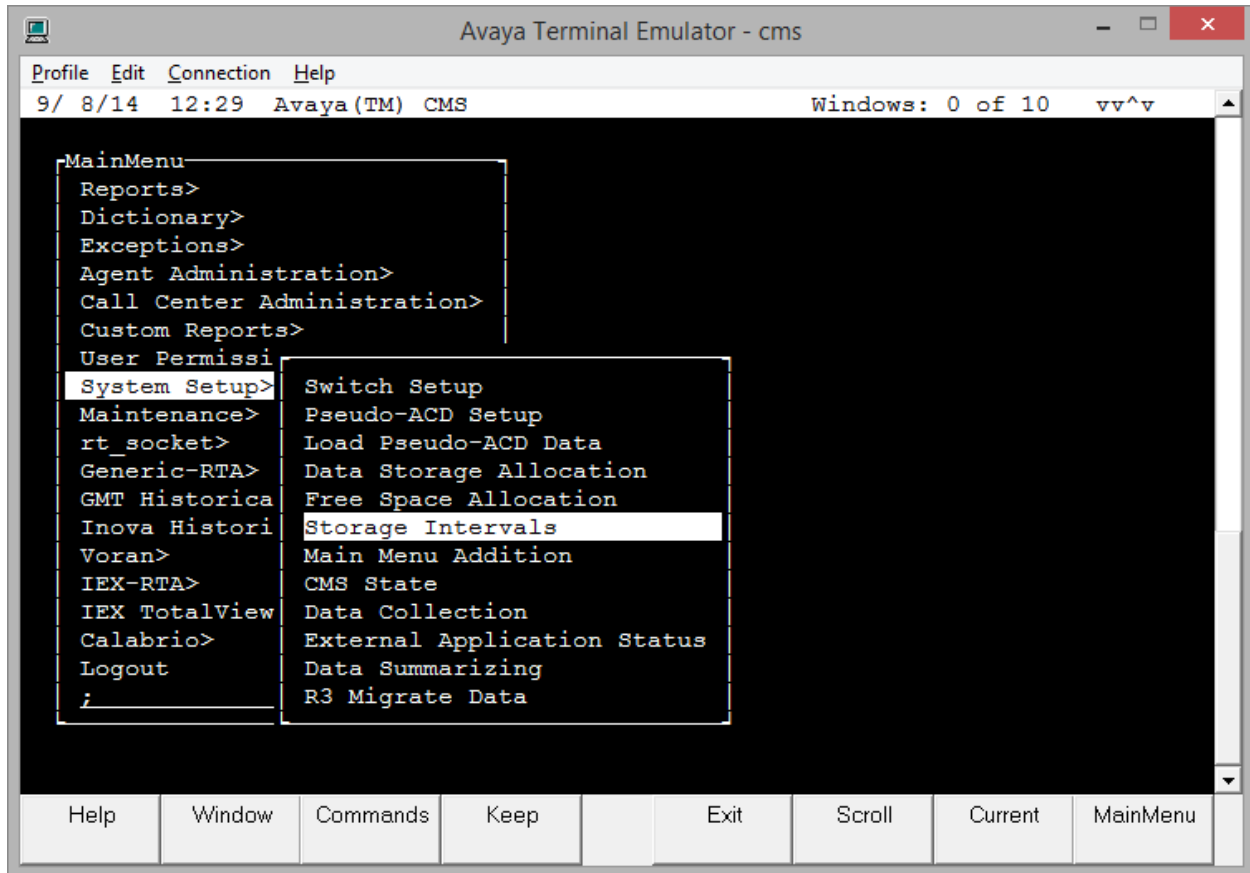 Avaya Terminal Emulator - cms
Profile Edit Connection Help
9/ 8/14 12:29 Avaya(TM) CMS Windows: 0 of 10 vv^v
MainMenu
Reports>
Dictionary>
Exceptions>
Agent Administration>
Call Center Administration>
Custom Reports>
User Permissi
System Setup>
Maintenance>
rt_socket>
Generic-RTA>
GMT Historica
Inova Histori
Voran>
IEX-RTA>
IEX TotalView
Calabrio>
Logout
;
Switch Setup
Pseudo-ACD Setup
Load Pseudo-ACD Data
Data Storage Allocation
Free Space Allocation
Storage Intervals
Main Menu Addition
CMS State
Data Collection
External Application Status
Data Summarizing
R3 Migrate Data
Help Window Commands Keep Exit Scroll Current MainMenu